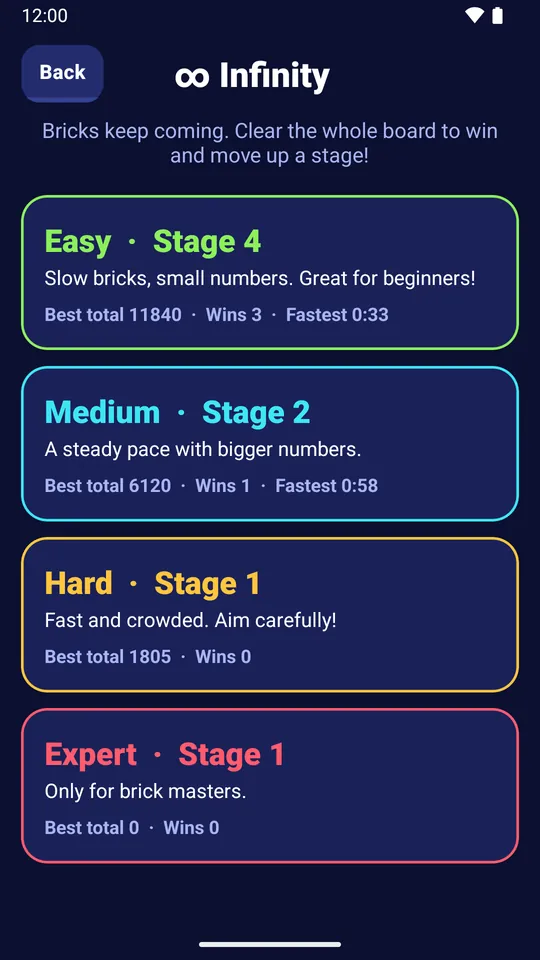 12:00
Back
∞ Infinity
Bricks keep coming. Clear the whole board to win
and move up a stage!
Easy · Stage 4
Slow bricks, small numbers. Great for beginners!
Best total 11840 · Wins 3 · Fastest 0:33
Medium · Stage 2
A steady pace with bigger numbers.
Best total 6120 · Wins 1 · Fastest 0:58
Hard · Stage 1
Fast and crowded. Aim carefully!
Best total 1805 · Wins 0
Expert · Stage 1
Only for brick masters.
Best total 0 · Wins 0